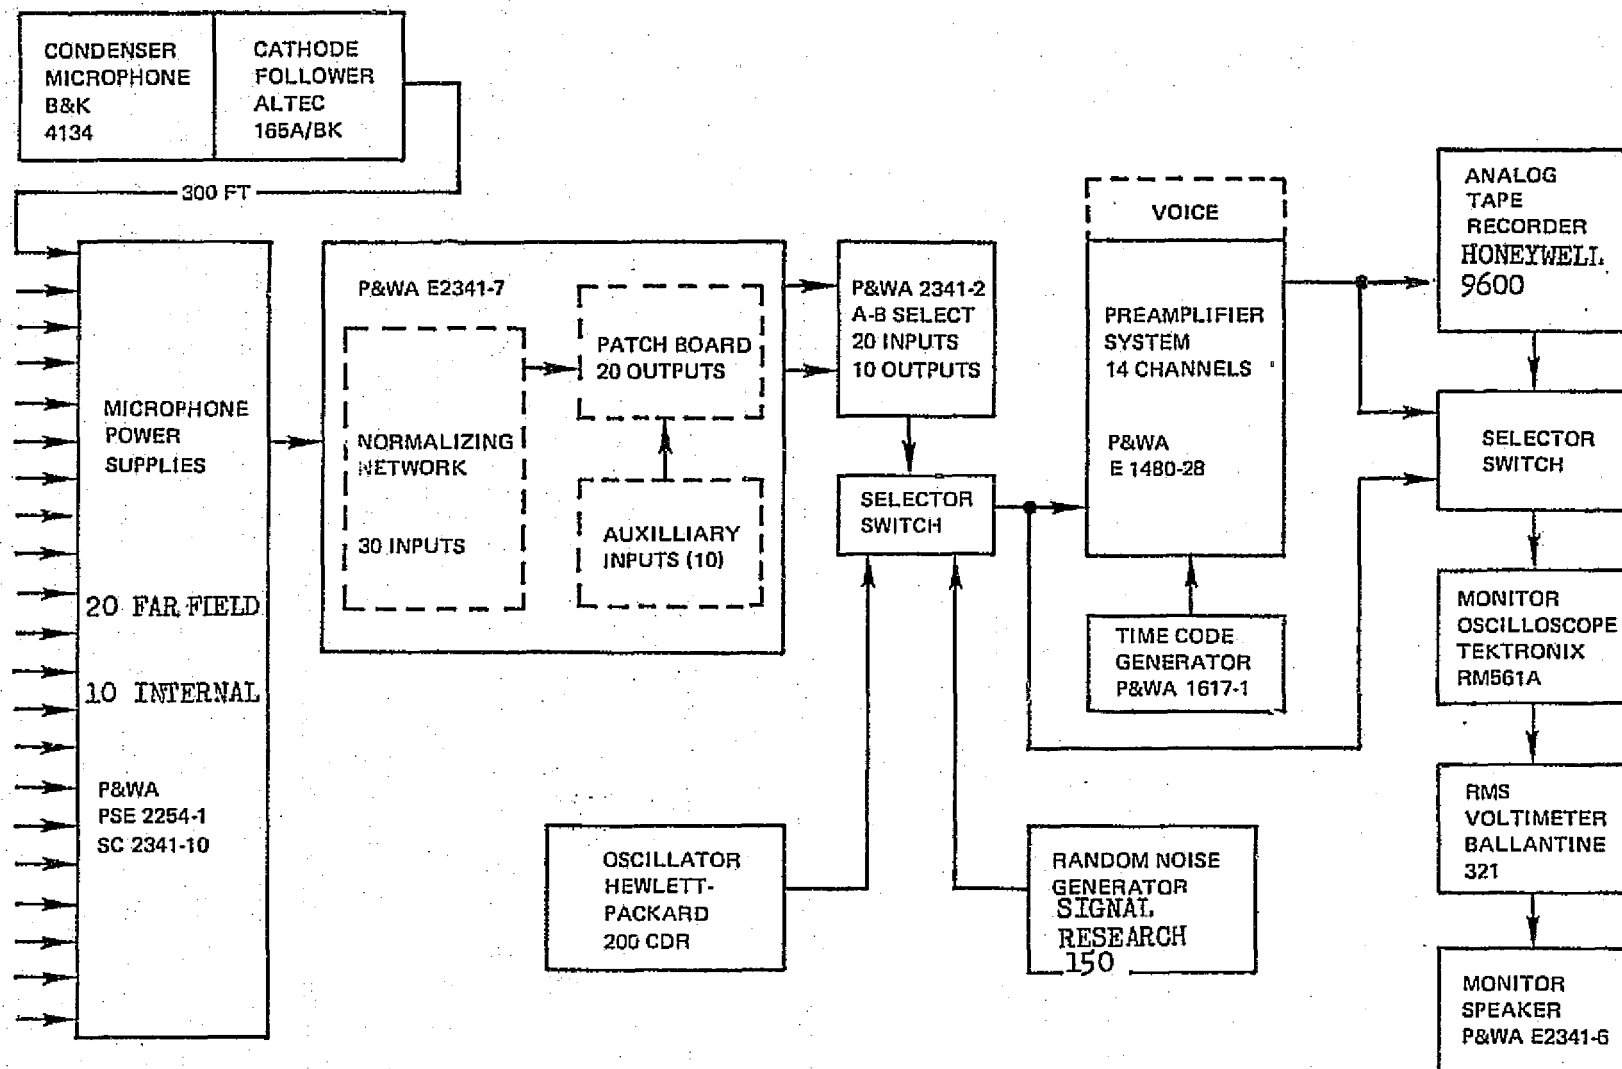 CONDENSER
MICROPHONE
B&K
4134
CATHODE
FOLLOWER
ALTEC
165A/BK
300 FT
MICROPHONE
POWER
SUPPLIES
20 FAR FIELD
10 INTERNAL
P&WA
PSE 2254-1
SC 2341-10
P&WA E2341-7
NORMALIZING
NETWORK
30 INPUTS
PATCH BOARD
20 OUTPUTS
AUXILLIARY
INPUTS (10)
P&WA 2341-2
A-B SELECT
20 INPUTS
10 OUTPUTS
SELECTOR
SWITCH
OSCILLATOR
HEWLETT-
PACKARD
200 CDR
RANDOM NOISE
GENERATOR
SIGNAL
RESEARCH
150
VOICE
PREAMPLIFIER
SYSTEM
14 CHANNELS
P&WA
E 1480-28
TIME CODE
GENERATOR
P&WA 1617-1
ANALOG
TAPE
RECORDER
HONEYWELL
9600
SELECTOR
SWITCH
MONITOR
OSCILLOSCOPE
TEKTRONIX
RM561A
RMS
VOLTIMETER
BALLANTINE
321
MONITOR
SPEAKER
P&WA E2341-6